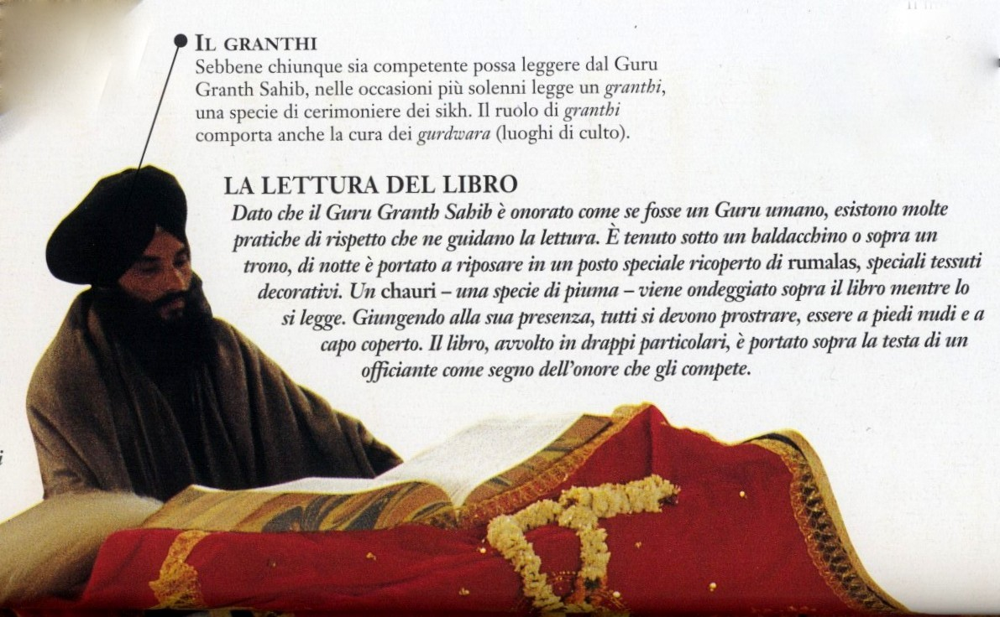 IL GRANTHI
Sebbene chiunque sia competente possa leggere dal Guru
Granth Sahib, nelle occasioni più solenni legge un granthi,
una specie di cerimoniere dei sikh. Il ruolo di granthi
comporta anche la cura dei gurdwara (luoghi di culto).
LA LETTURA DEL LIBRO
Dato che il Guru Granth Sahib è onorato come se fosse un Guru umano, esistono molte
pratiche di rispetto che ne guidano la lettura. È tenuto sotto un baldacchino o sopra un
trono, di notte è portato a riposare in un posto speciale ricoperto di rumalas, speciali tessuti
decorativi. Un chauri – una specie di piuma – viene ondeggiato sopra il libro mentre lo
si legge. Giungendo alla sua presenza, tutti si devono prostrare, essere a piedi nudi e a
capo coperto. Il libro, avvolto in drappi particolari, è portato sopra la testa di un
officiante come segno dell'onore che gli compete.